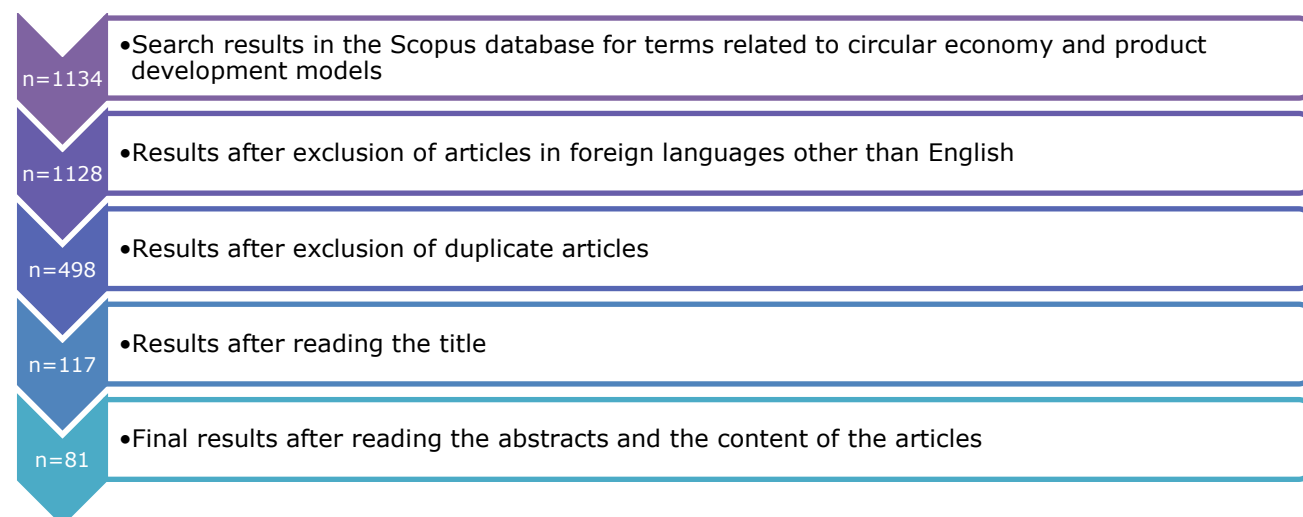 n=1134
•Search results in the Scopus database for terms related to circular economy and product
development models
n=1128
•Results after exclusion of articles in foreign languages other than English
n=498
•Results after exclusion of duplicate articles
n=117
•Results after reading the title
n=81
•Final results after reading the abstracts and the content of the articles